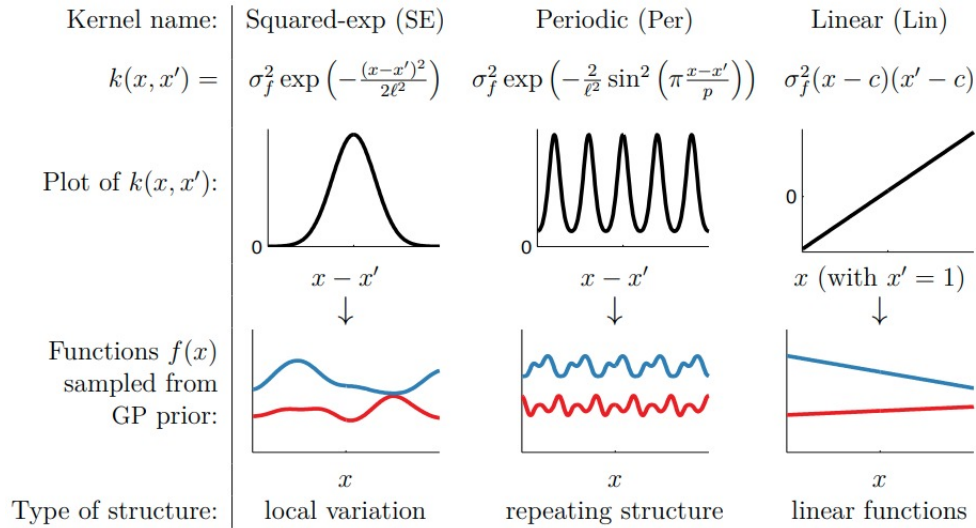 Kernel name: Squared-exp (SE) Periodic (Per) Linear (Lin)
k(x, x′) = σ_f^2 exp(−(x−x′)^2/2ℓ^2) σ_f^2 exp(−2/ℓ^2 sin^2(π x−x′/p)) σ_f^2(x − c)(x′ − c)
Plot of k(x, x′):
0 0 0
x − x′ x − x′ x (with x′ = 1)
↓ ↓ ↓
Functions f(x)
sampled from
GP prior:
x x x
Type of structure: local variation repeating structure linear functions